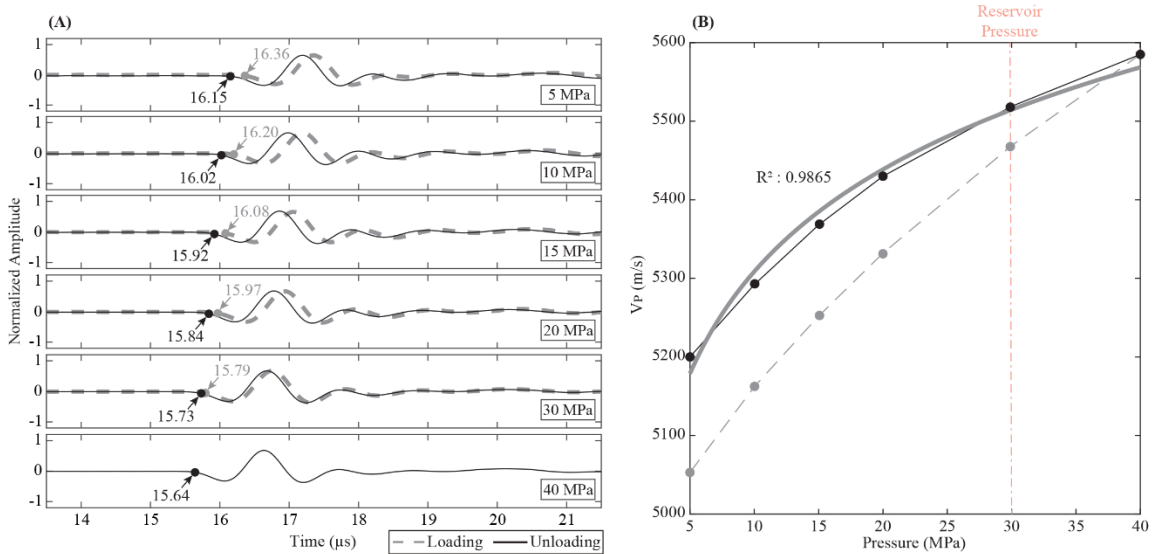 (A)
Normalized Amplitude
1
0
-1
16.36
16.15
5 MPa
1
0
-1
16.20
16.02
10 MPa
1
0
-1
16.08
15.92
15 MPa
1
0
-1
15.97
15.84
20 MPa
1
0
-1
15.79
15.73
30 MPa
1
0
-1
15.64
40 MPa
14 15 16 17 18 19 20 21
Time (μs)
Loading Unloading
(B)
Reservoir
Pressure
VP (m/s)
5600
5500
5400
5300
5200
5100
5000
R² : 0.9865
5 10 15 20 25 30 35 40
Pressure (MPa)